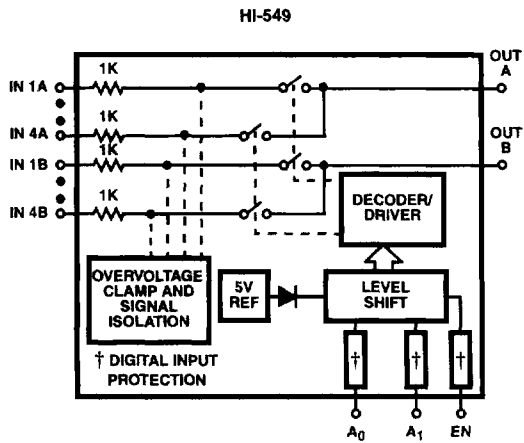 HI-549
1K
IN 1A
OUT
A
IN 4A
1K
IN 1B
OUT
B
1K
IN 4B
DECODER/
DRIVER
OVERVOLTAGE
CLAMP AND
SIGNAL
ISOLATION
5V
REF
LEVEL
SHIFT
† DIGITAL INPUT
PROTECTION
†
†
†
A0
A1
EN
1K